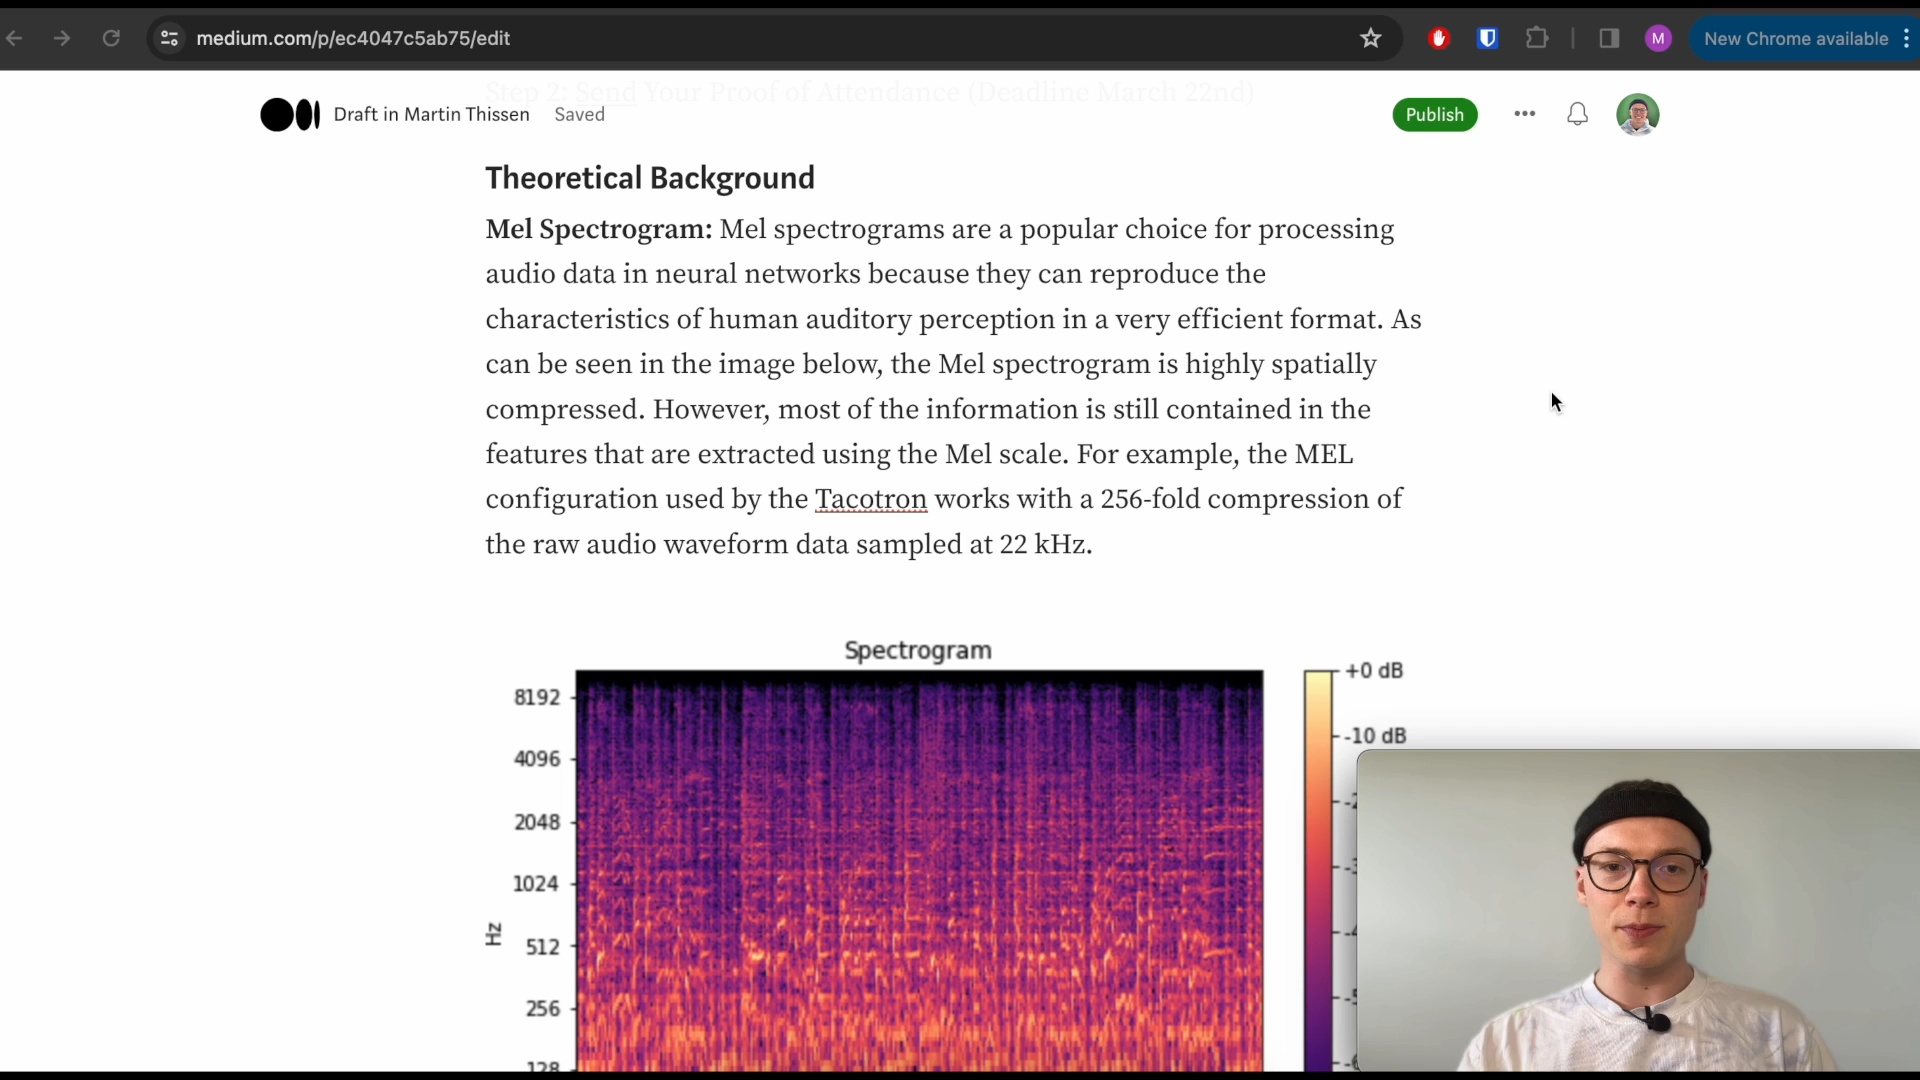 medium.com/p/ec4047c5ab75/edit
M
New Chrome available
Step 2: Send Your Proof of Attendance (Deadline March 22nd)
Draft in Martin Thissen Saved
Publish
Theoretical Background
Mel Spectrogram: Mel spectrograms are a popular choice for processing
audio data in neural networks because they can reproduce the
characteristics of human auditory perception in a very efficient format. As
can be seen in the image below, the Mel spectrogram is highly spatially
compressed. However, most of the information is still contained in the
features that are extracted using the Mel scale. For example, the MEL
configuration used by the Tacotron works with a 256-fold compression of
the raw audio waveform data sampled at 22 kHz.
Spectrogram
8192
4096
2048
1024
512
256
128
Hz
+0 dB
-10 dB